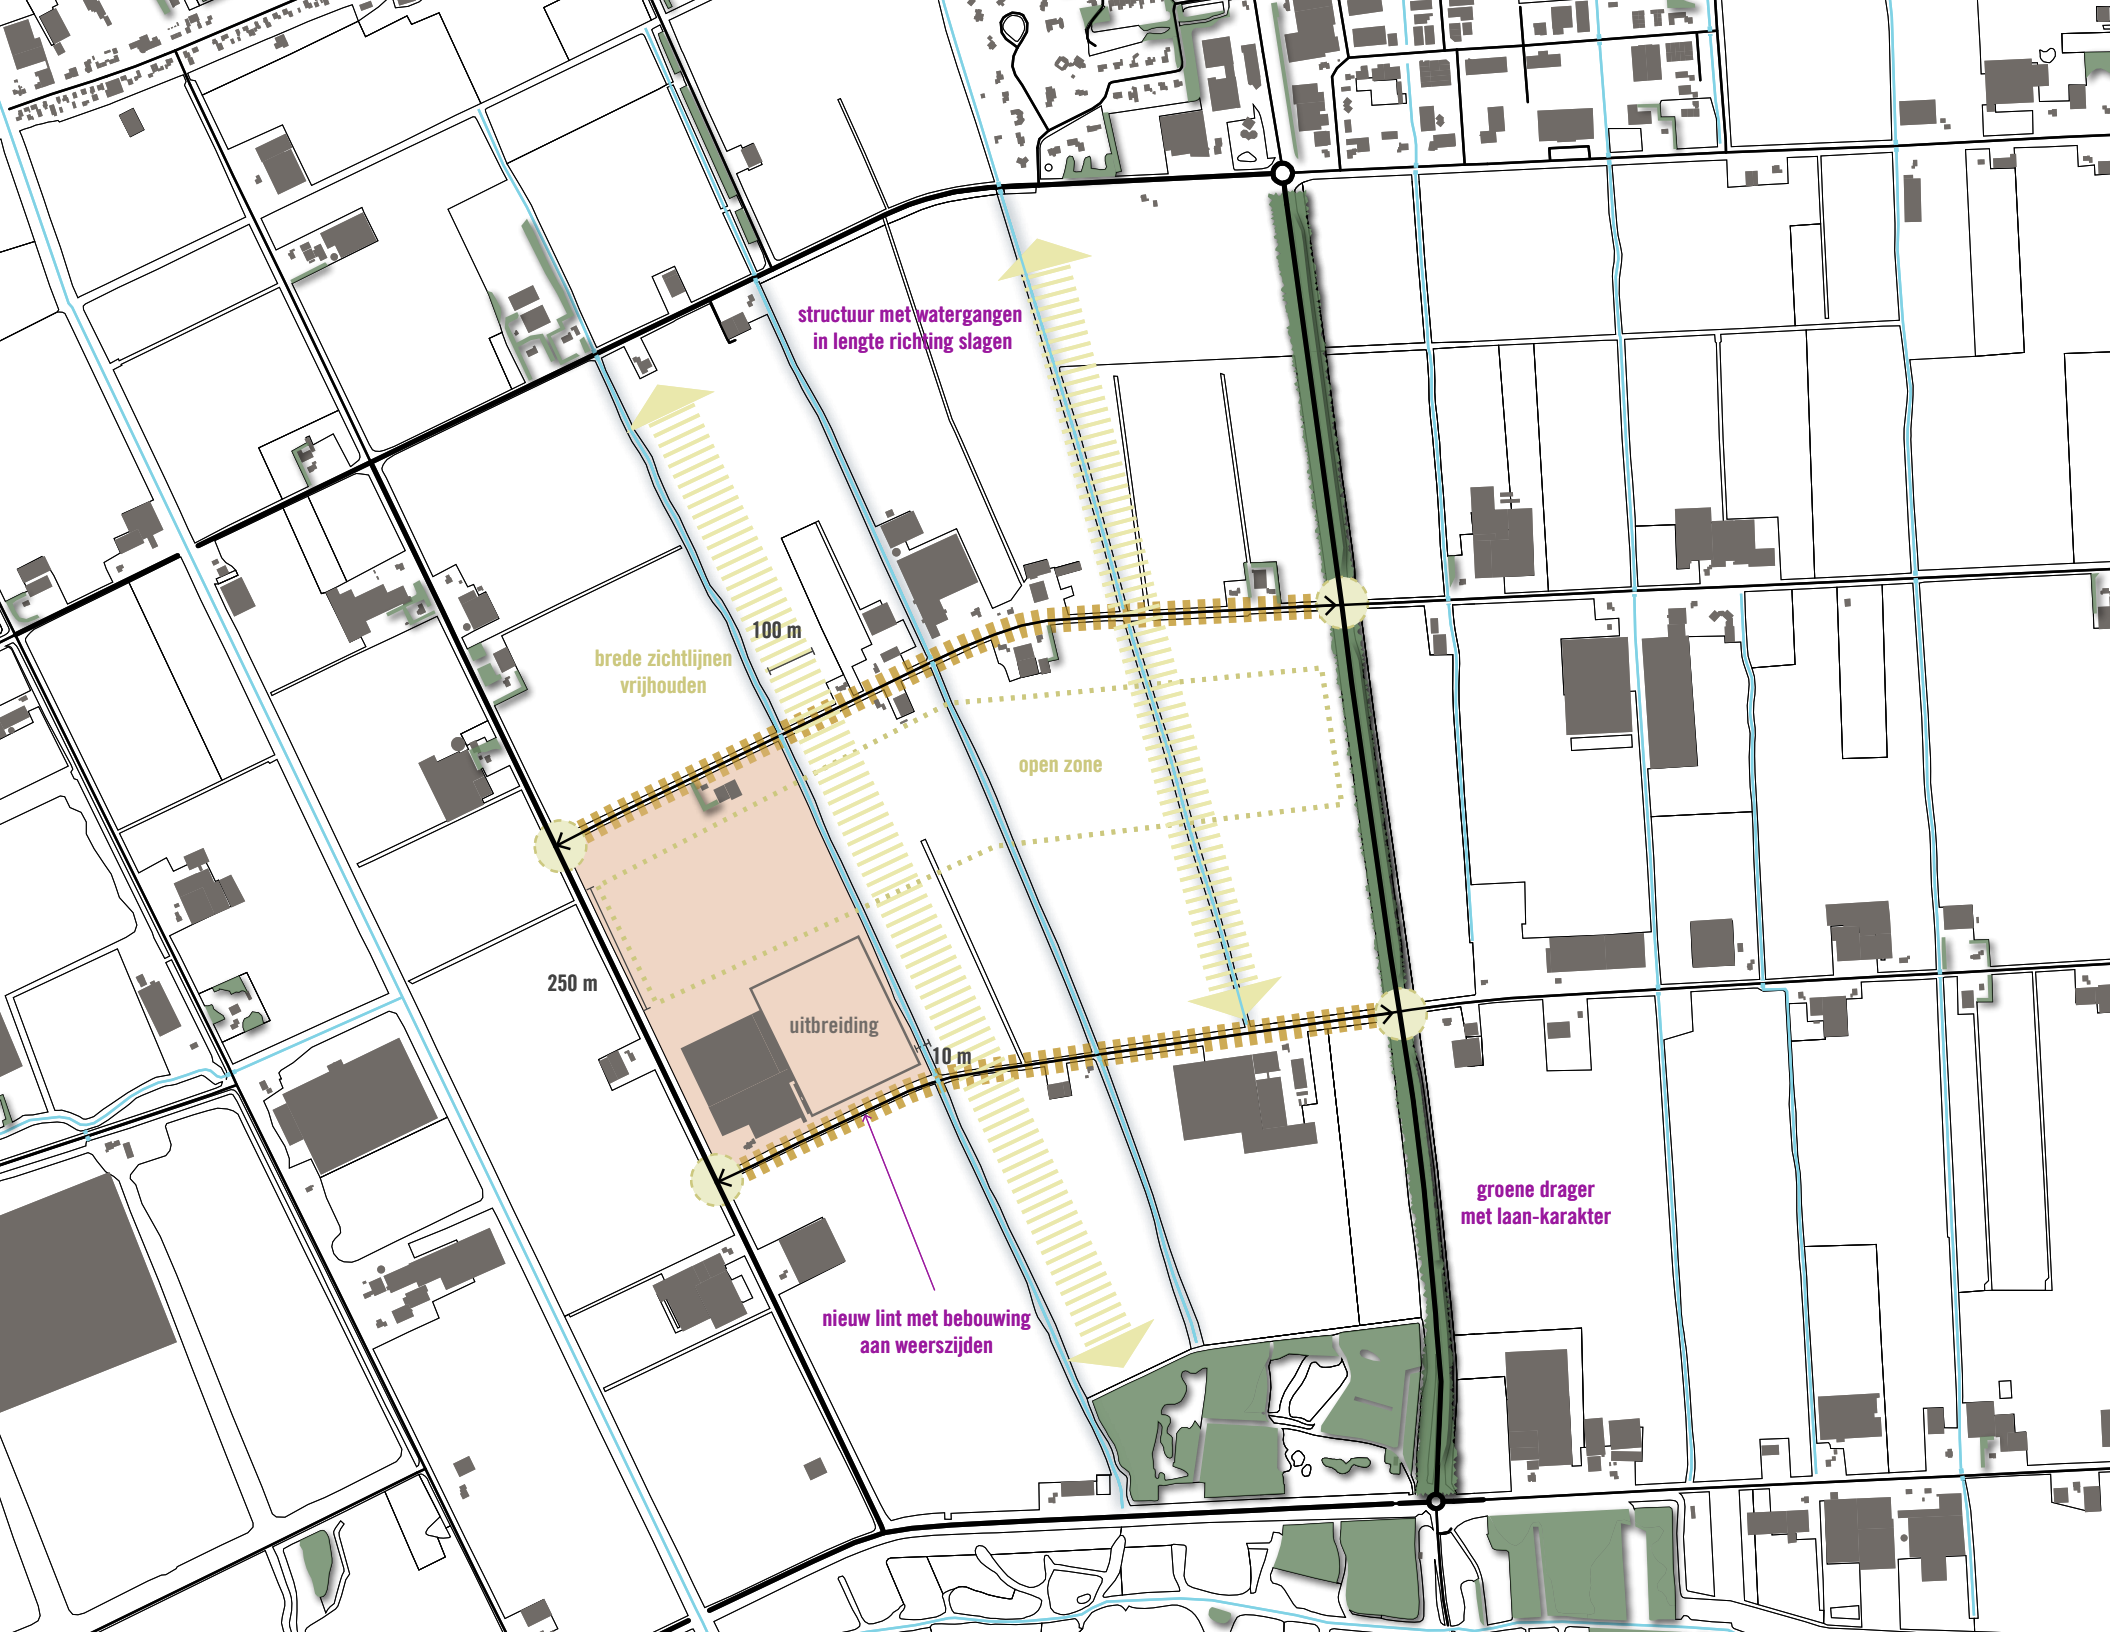 structuur met watergangen
in lengte richting slagen
100 m
brede zichtlijnen
vrijhouden
open zone
250 m
uitbreiding
10 m
groene drager
met laan-karakter
nieuw lint met bebouwing
aan weerszijden